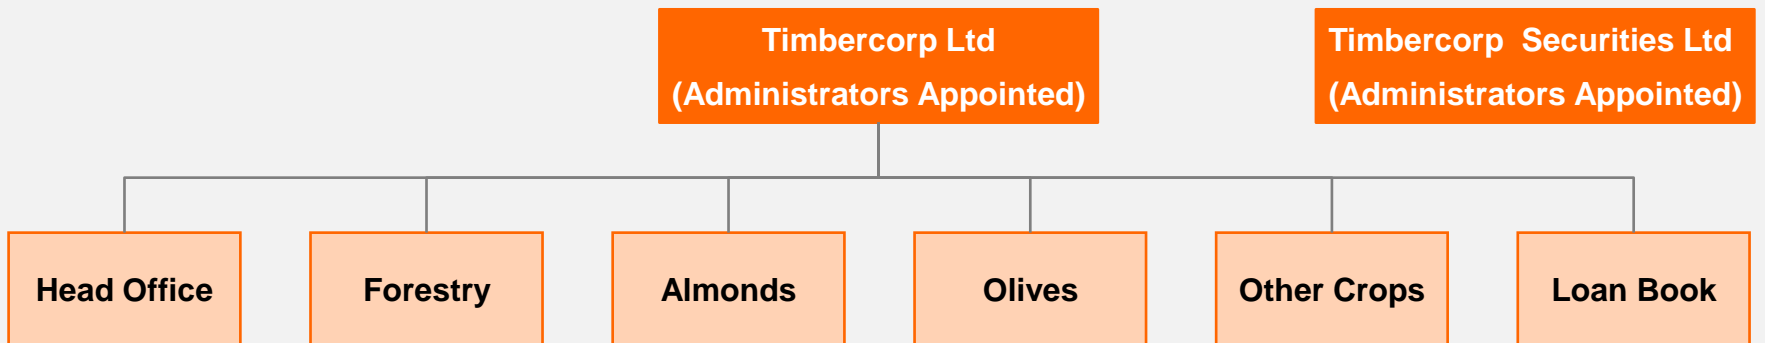 Timbercorp Ltd
(Administrators Appointed)
Timbercorp  Securities Ltd
(Administrators Appointed)
Head Office
Forestry
Almonds
Olives
Other Crops
Loan Book